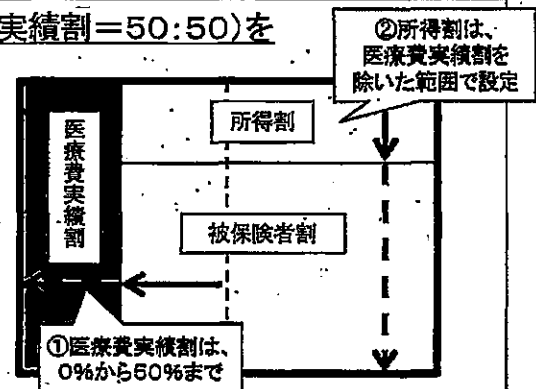 実績割=50:50)を
②所得割は、
医療費実績割を
除いた範囲で設定
所得割
医療費実績割
被保険者割
①医療費実績割は、
0%から50%まで